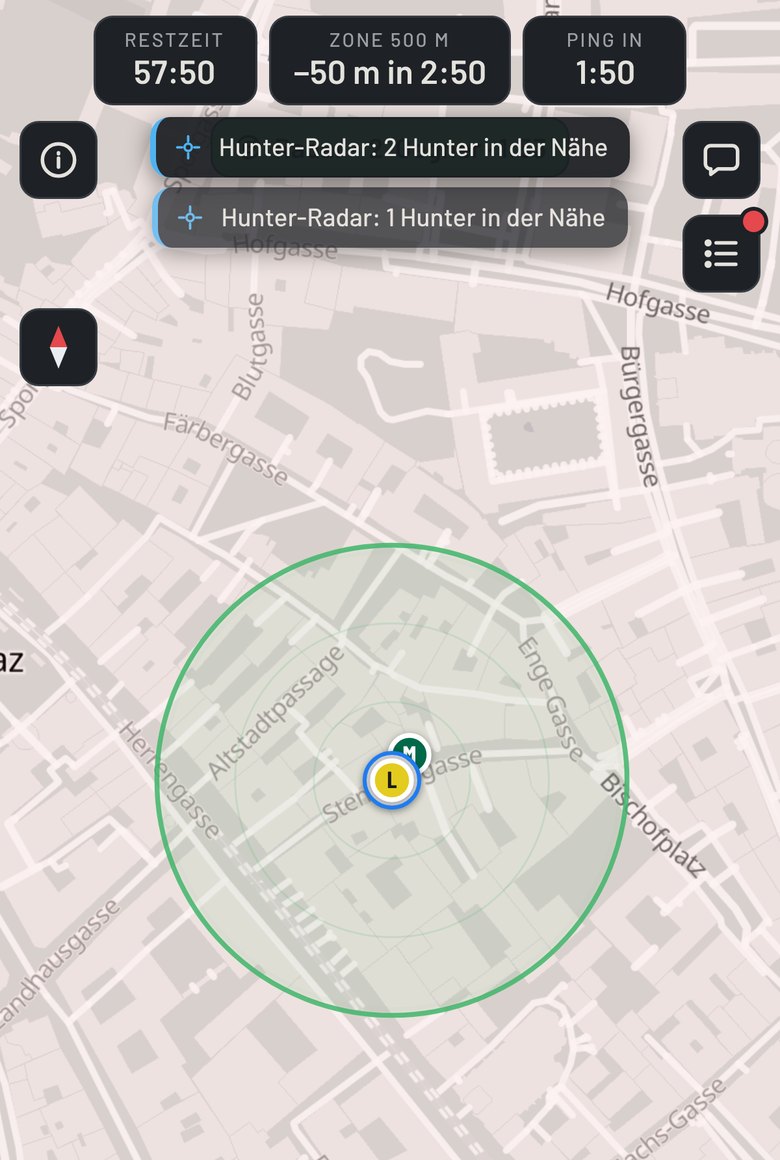 RESTZEIT
57:50
ZONE 500 M
–50 m in 2:50
PING IN
1:50
Hunter-Radar: 2 Hunter in der Nähe
Hunter-Radar: 1 Hunter in der Nähe
Hofgasse
Hofgasse
Blutgasse
Bürgergasse
Färbergasse
az
Altstadtpassage
Enge Gasse
Herrengasse
M
L
Bischofplatz
Landhausgasse